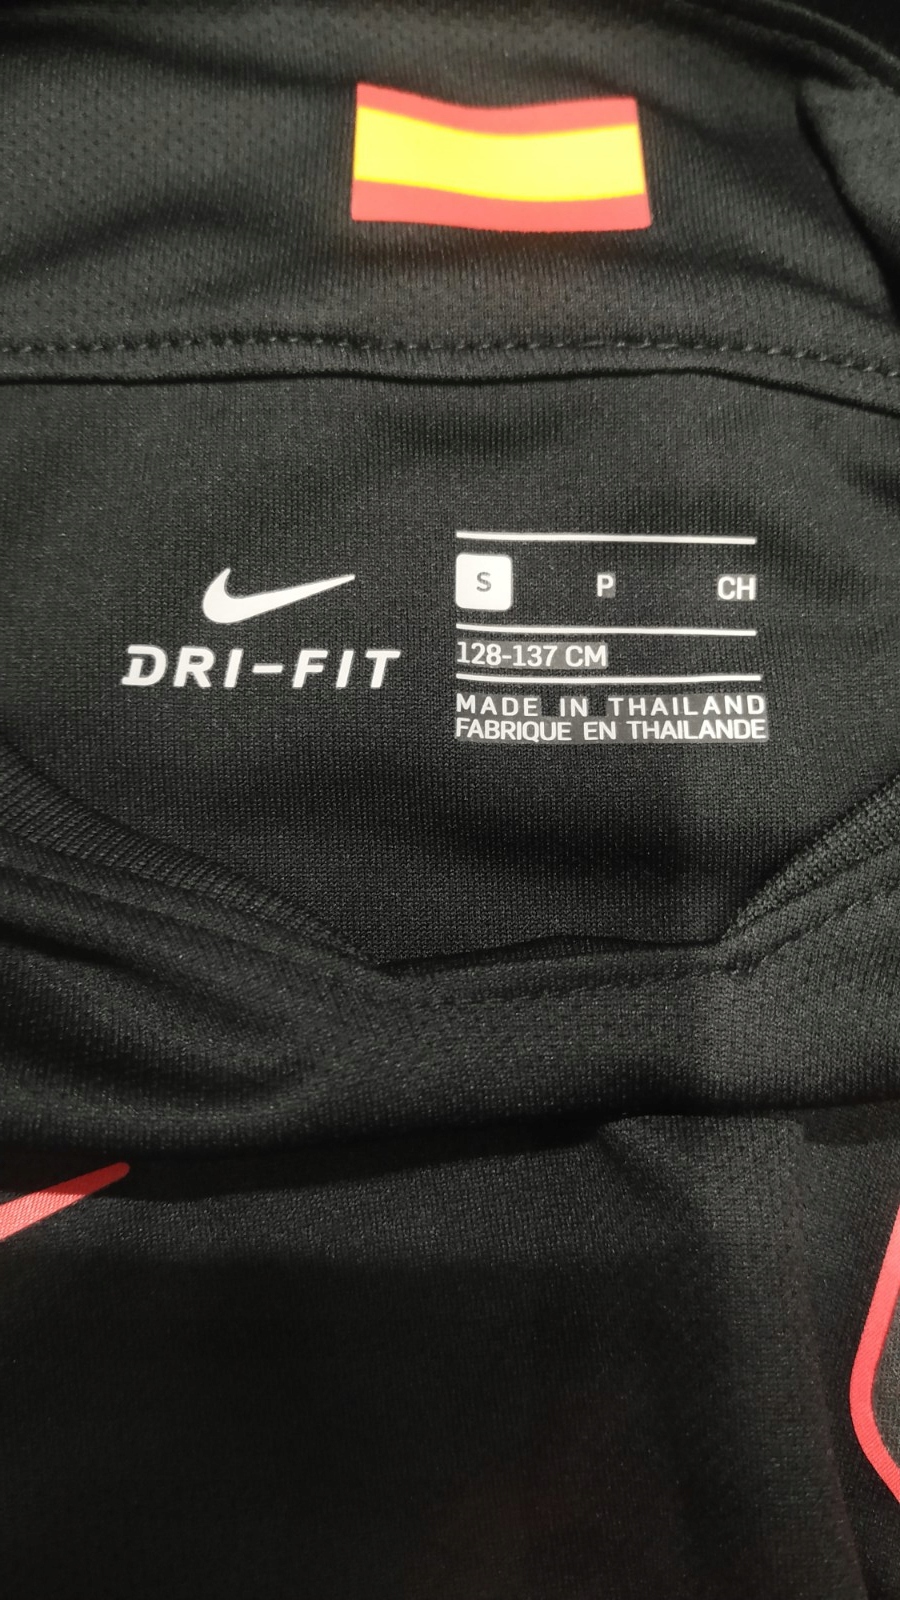 S P CH
128-137 CM
DRI-FIT
MADE IN THAILAND
FABRIQUE EN THAILANDE